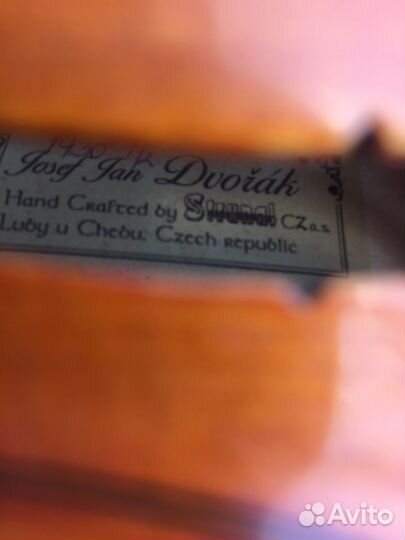 Josef Jan Dvořák
Hand Crafted by Strunal CZ a.s.
Luby u Chebu, Czech republic
Avito